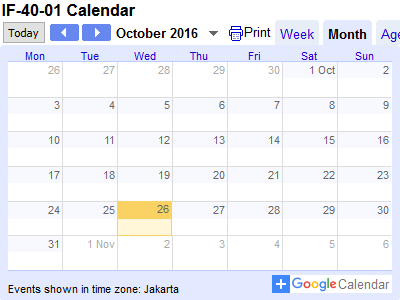 IF-40-01 Calendar
Today October 2016 Print Week Month Age
Mon Tue Wed Thu Fri Sat Sun
26 27 28 29 30 1 Oct 2
3 4 5 6 7 8 9
10 11 12 13 14 15 16
17 18 19 20 21 22 23
24 25 26 27 28 29 30
31 1 Nov 2 3 4 5 6
Events shown in time zone: Jakarta
Google Calendar